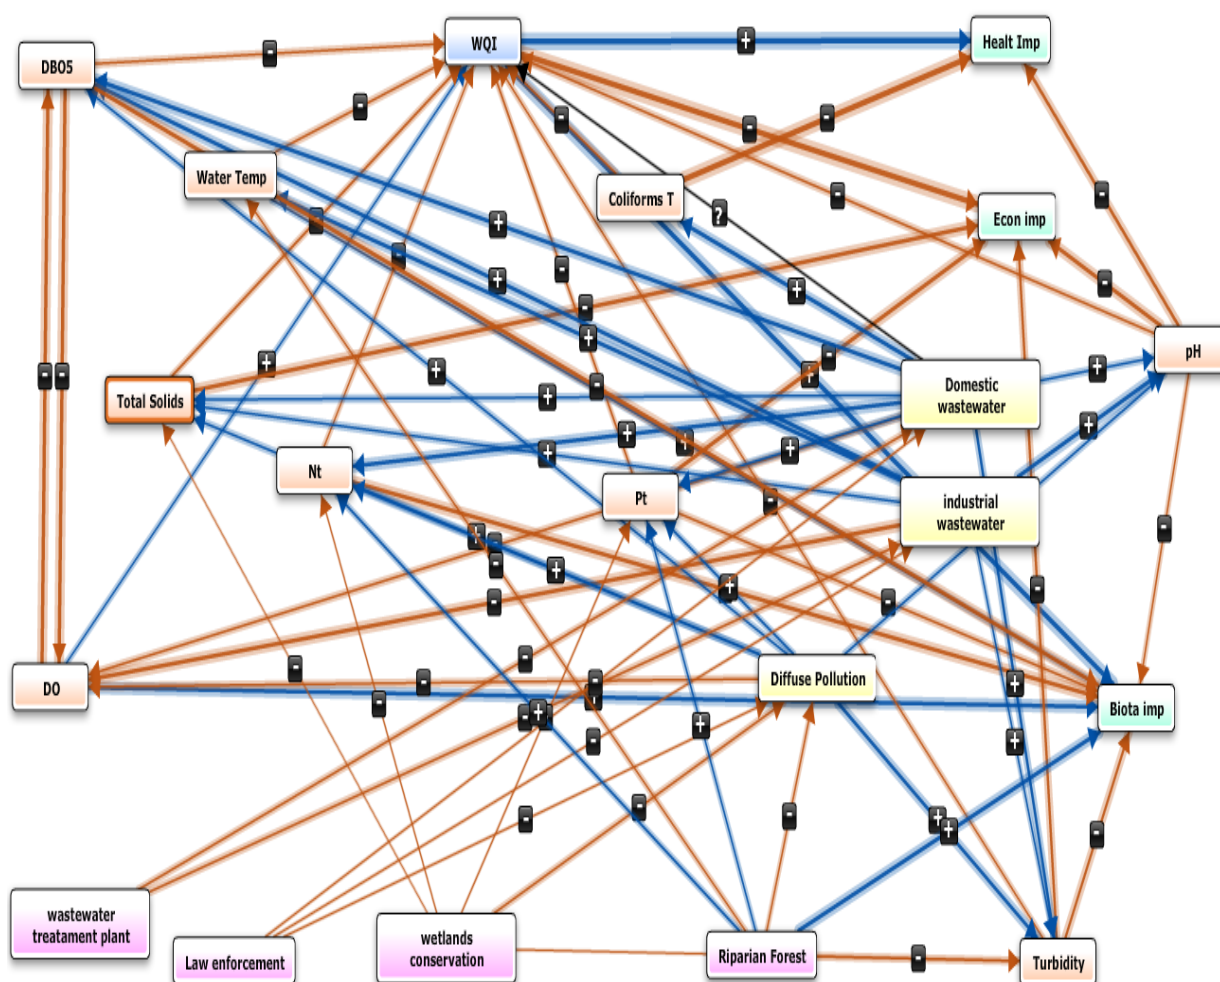 WQI
Healt Imp
DBO5
Water Temp
Coliforms T
Econ imp
pH
Total Solids
Domestic
wastewater
Nt
Pt
industrial
wastewater
DO
Diffuse Pollution
Biota imp
wastewater
treatament plant
Law enforcement
wetlands
conservation
Riparian Forest
Turbidity